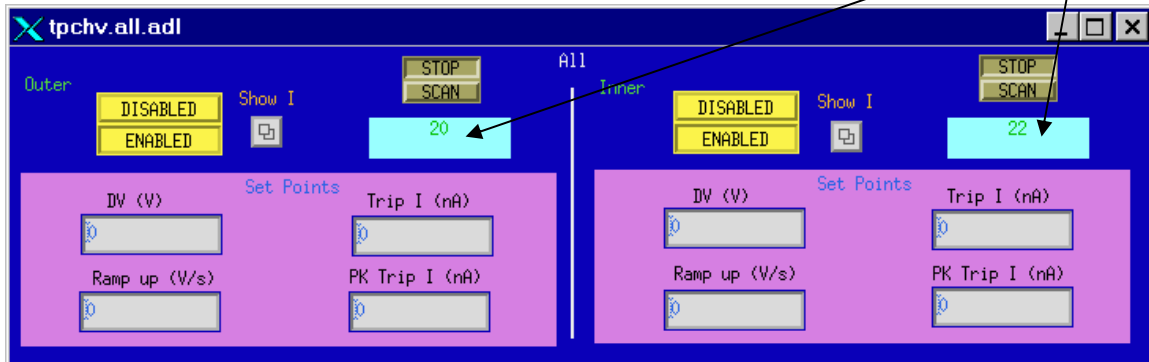 tpchv.all.adl
All
Outer
DISABLED
ENABLED
Show I
STOP
SCAN
20
Set Points
DV (V)
0
Trip I (nA)
0
Ramp up (V/s)
0
PK Trip I (nA)
0
Inner
DISABLED
ENABLED
Show I
STOP
SCAN
22
Set Points
DV (V)
0
Trip I (nA)
0
Ramp up (V/s)
0
PK Trip I (nA)
0